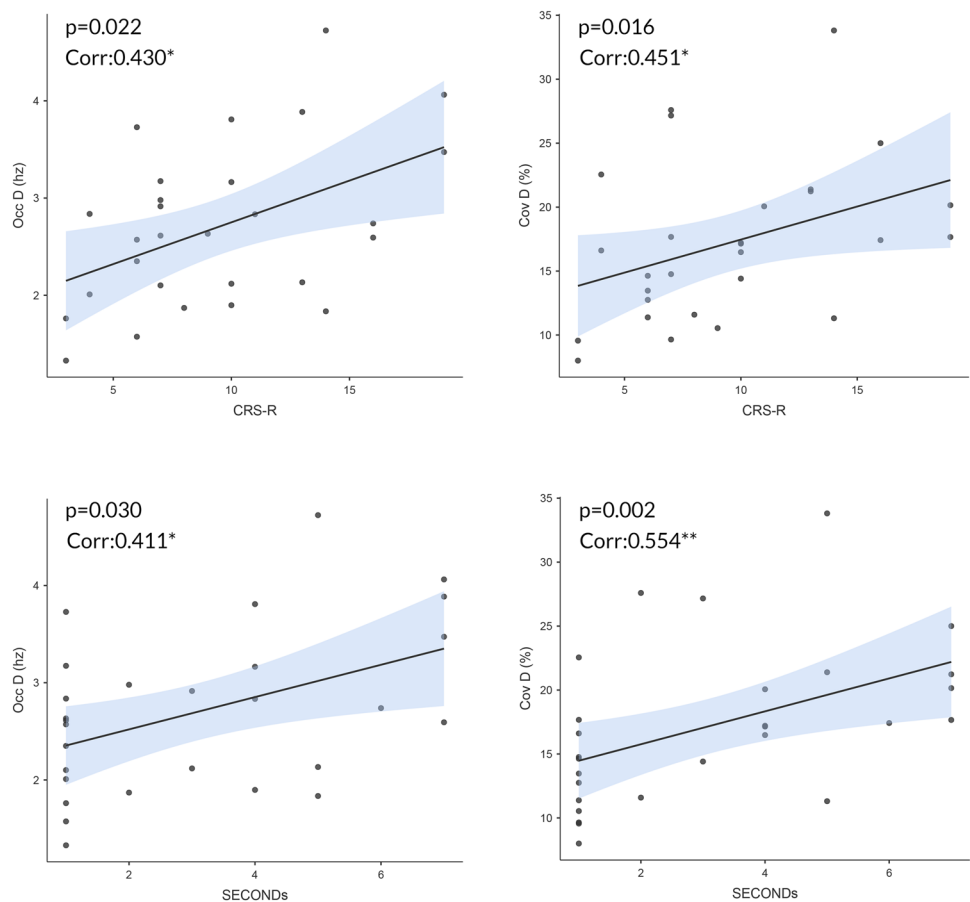 p=0.022
Corr:0.430*
Occ D (hz)
4
3
2
5
10
15
CRS-R
p=0.016
Corr:0.451*
Cov D (%)
35
30
25
20
15
10
5
10
15
CRS-R
p=0.030
Corr:0.411*
Occ D (hz)
4
3
2
2
4
6
SECONDs
p=0.002
Corr:0.554**
Cov D (%)
35
30
25
20
15
10
2
4
6
SECONDs